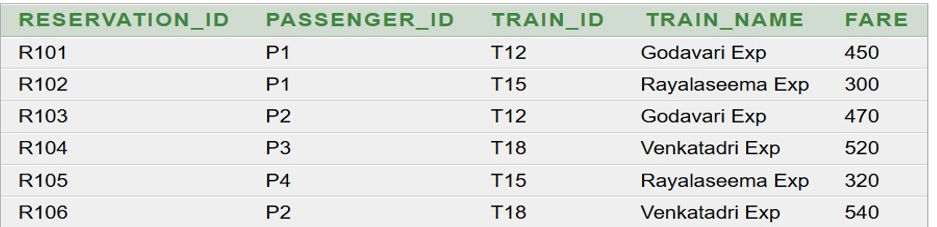 RESERVATION_ID PASSENGER_ID TRAIN_ID TRAIN_NAME FARE
R101 P1 T12 Godavari Exp 450
R102 P1 T15 Rayalaseema Exp 300
R103 P2 T12 Godavari Exp 470
R104 P3 T18 Venkatadri Exp 520
R105 P4 T15 Rayalaseema Exp 320
R106 P2 T18 Venkatadri Exp 540